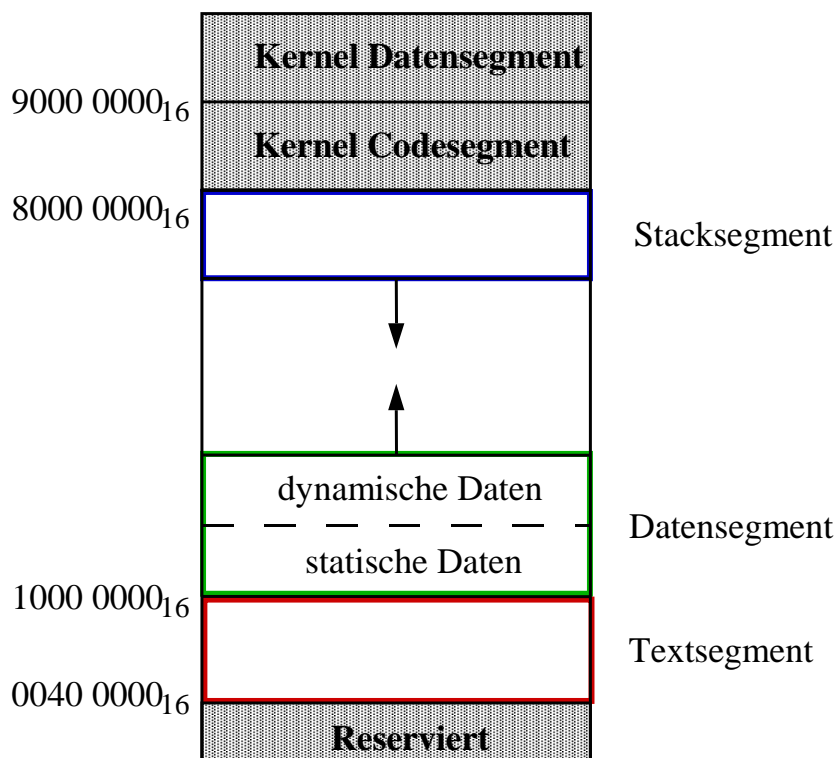 Kernel Datensegment
9000 0000₁₆
Kernel Codesegment
8000 0000₁₆
Stacksegment
dynamische Daten
Datensegment
statische Daten
1000 0000₁₆
Textsegment
0040 0000₁₆
Reserviert